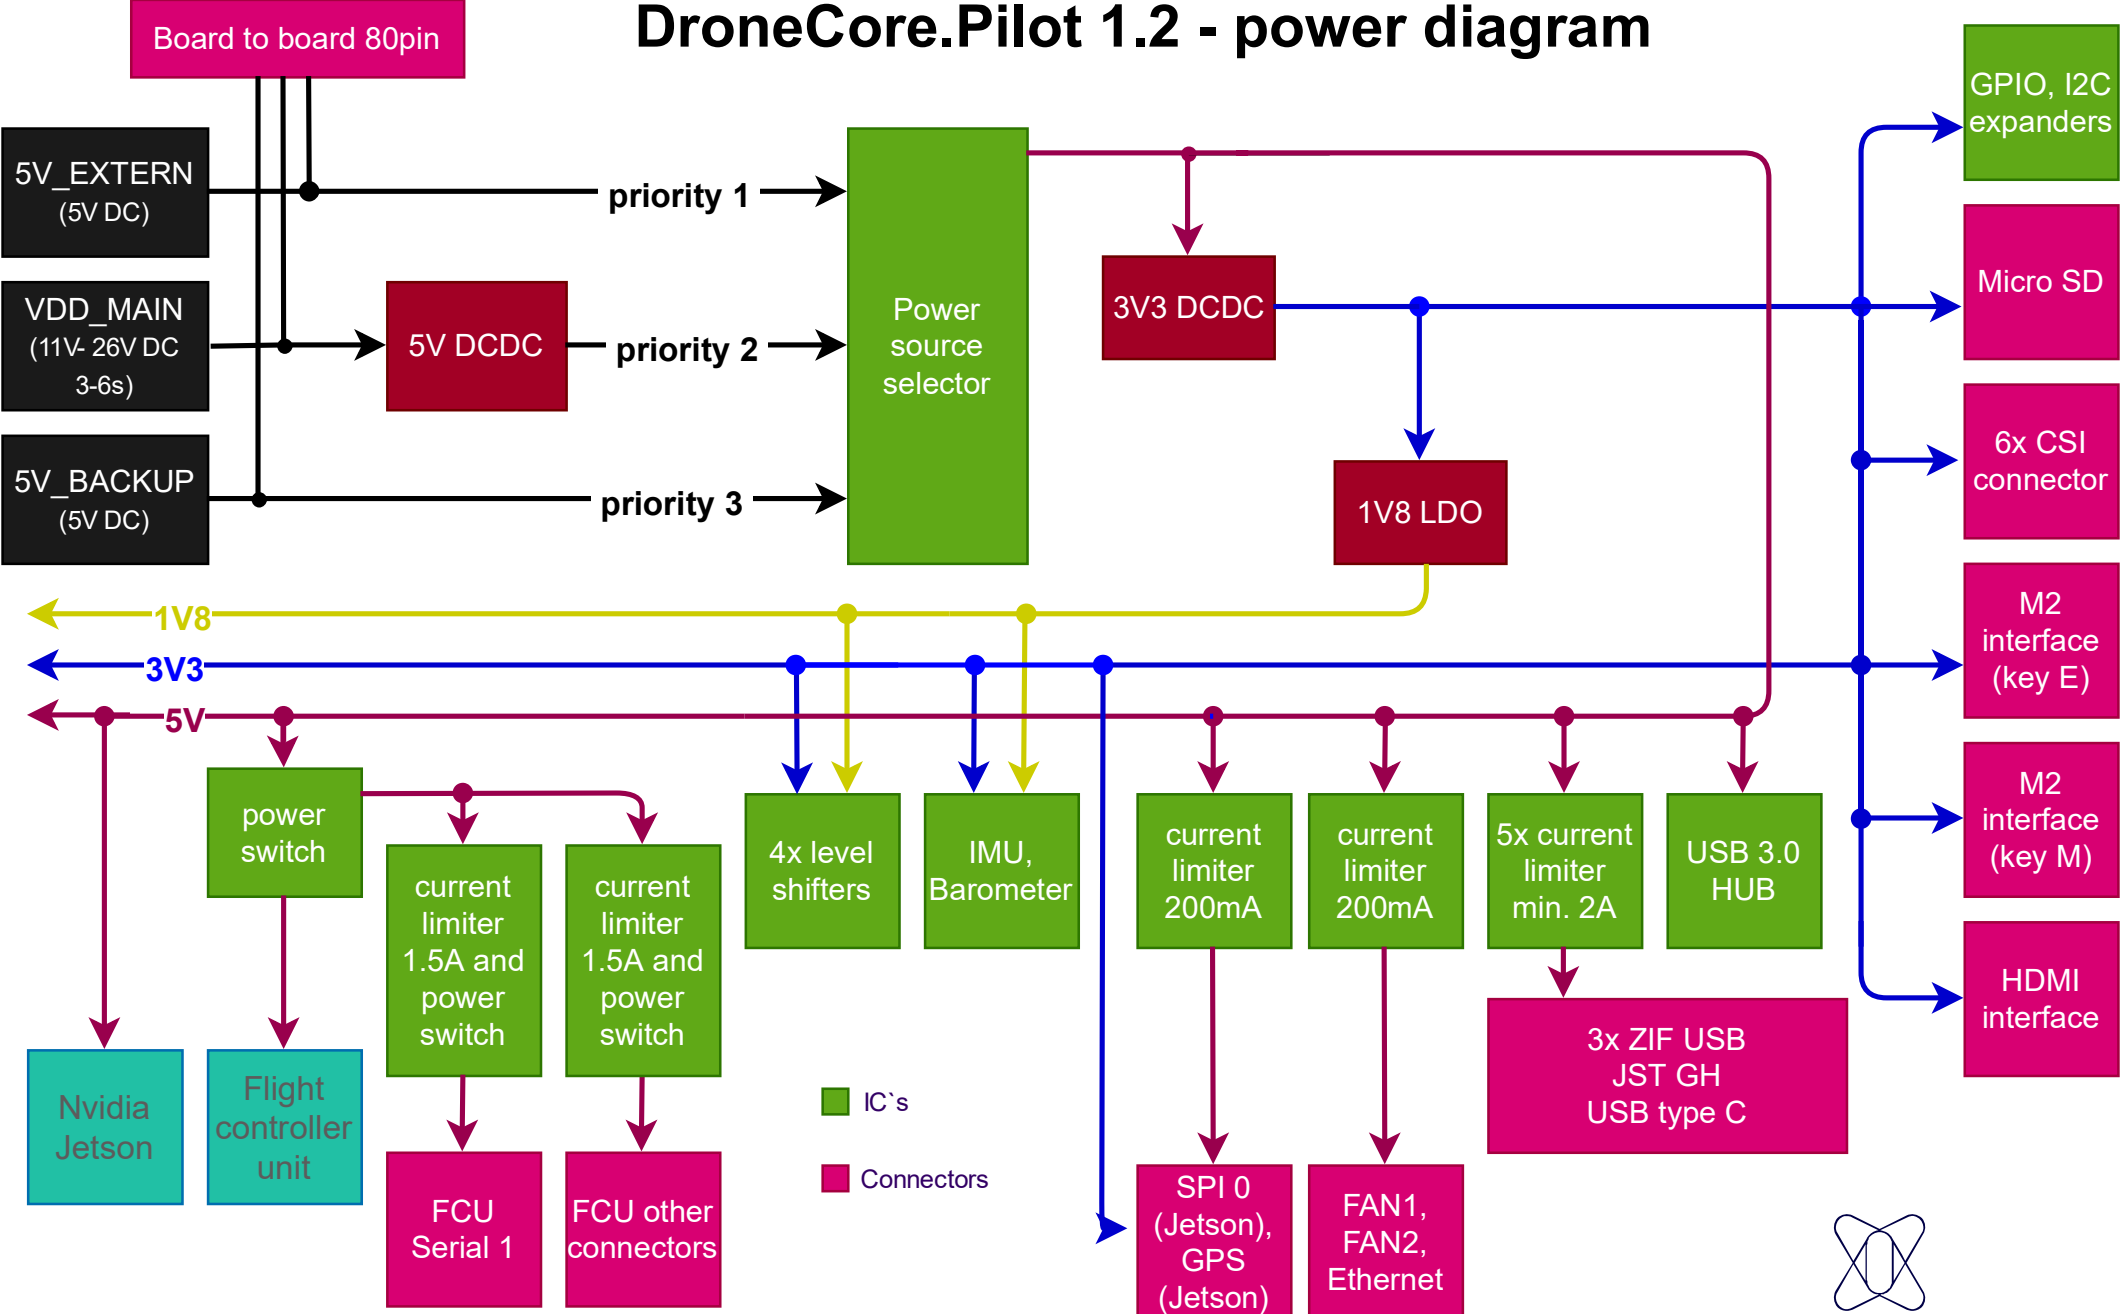 DroneCore.Pilot 1.2 - power diagram
Board to board 80pin
5V_EXTERN
(5V DC)
VDD_MAIN
(11V- 26V DC
3-6s)
5V_BACKUP
(5V DC)
5V DCDC
priority 1
priority 2
priority 3
Power
source
selector
3V3 DCDC
1V8 LDO
GPIO, I2C
expanders
Micro SD
6x CSI
connector
M2
interface
(key E)
M2
interface
(key M)
HDMI
interface
1V8
3V3
5V
power
switch
current
limiter
1.5A and
power
switch
current
limiter
1.5A and
power
switch
4x level
shifters
IMU,
Barometer
current
limiter
200mA
current
limiter
200mA
5x current
limiter
min. 2A
USB 3.0
HUB
Nvidia
Jetson
Flight
controller
unit
FCU
Serial 1
FCU other
connectors
IC`s
Connectors
SPI 0
(Jetson),
GPS
(Jetson)
FAN1,
FAN2,
Ethernet
3x ZIF USB
JST GH
USB type C